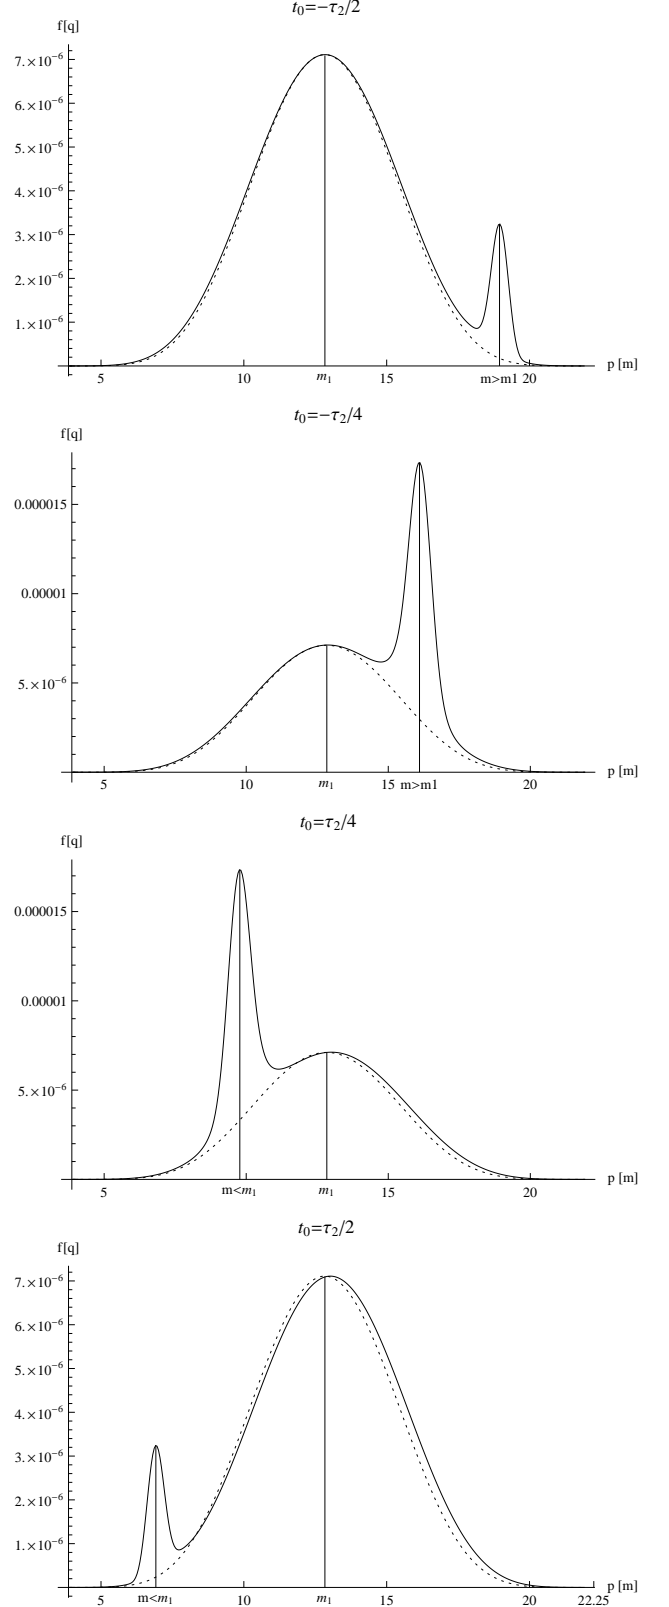 t₀=−τ₂/2
f[q]
7.×10⁻⁶
6.×10⁻⁶
5.×10⁻⁶
4.×10⁻⁶
3.×10⁻⁶
2.×10⁻⁶
1.×10⁻⁶
p [m]
5 10 m₁ 15 m>m1 20
t₀=−τ₂/4
f[q]
0.000015
0.00001
5.×10⁻⁶
p [m]
5 10 m₁ 15 m>m1 20
t₀=τ₂/4
f[q]
0.000015
0.00001
5.×10⁻⁶
p [m]
5 m<m₁ m₁ 15 20
t₀=τ₂/2
f[q]
7.×10⁻⁶
6.×10⁻⁶
5.×10⁻⁶
4.×10⁻⁶
3.×10⁻⁶
2.×10⁻⁶
1.×10⁻⁶
p [m]
5 m<m₁ 10 m₁ 15 20 22.25